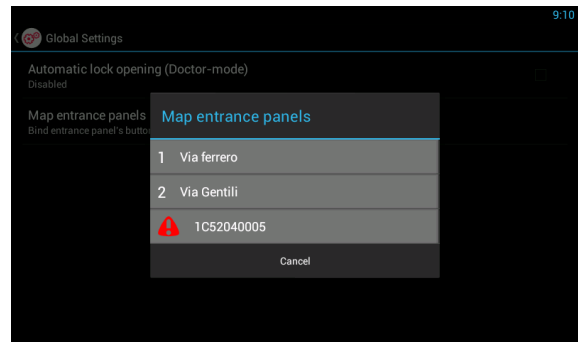 9:10
Global Settings
Automatic lock opening (Doctor-mode)
Disabled
Map entrance panels
Bind entrance panel's
Map entrance panels
1 Via ferrero
2 Via Gentili
1C52040005
Cancel